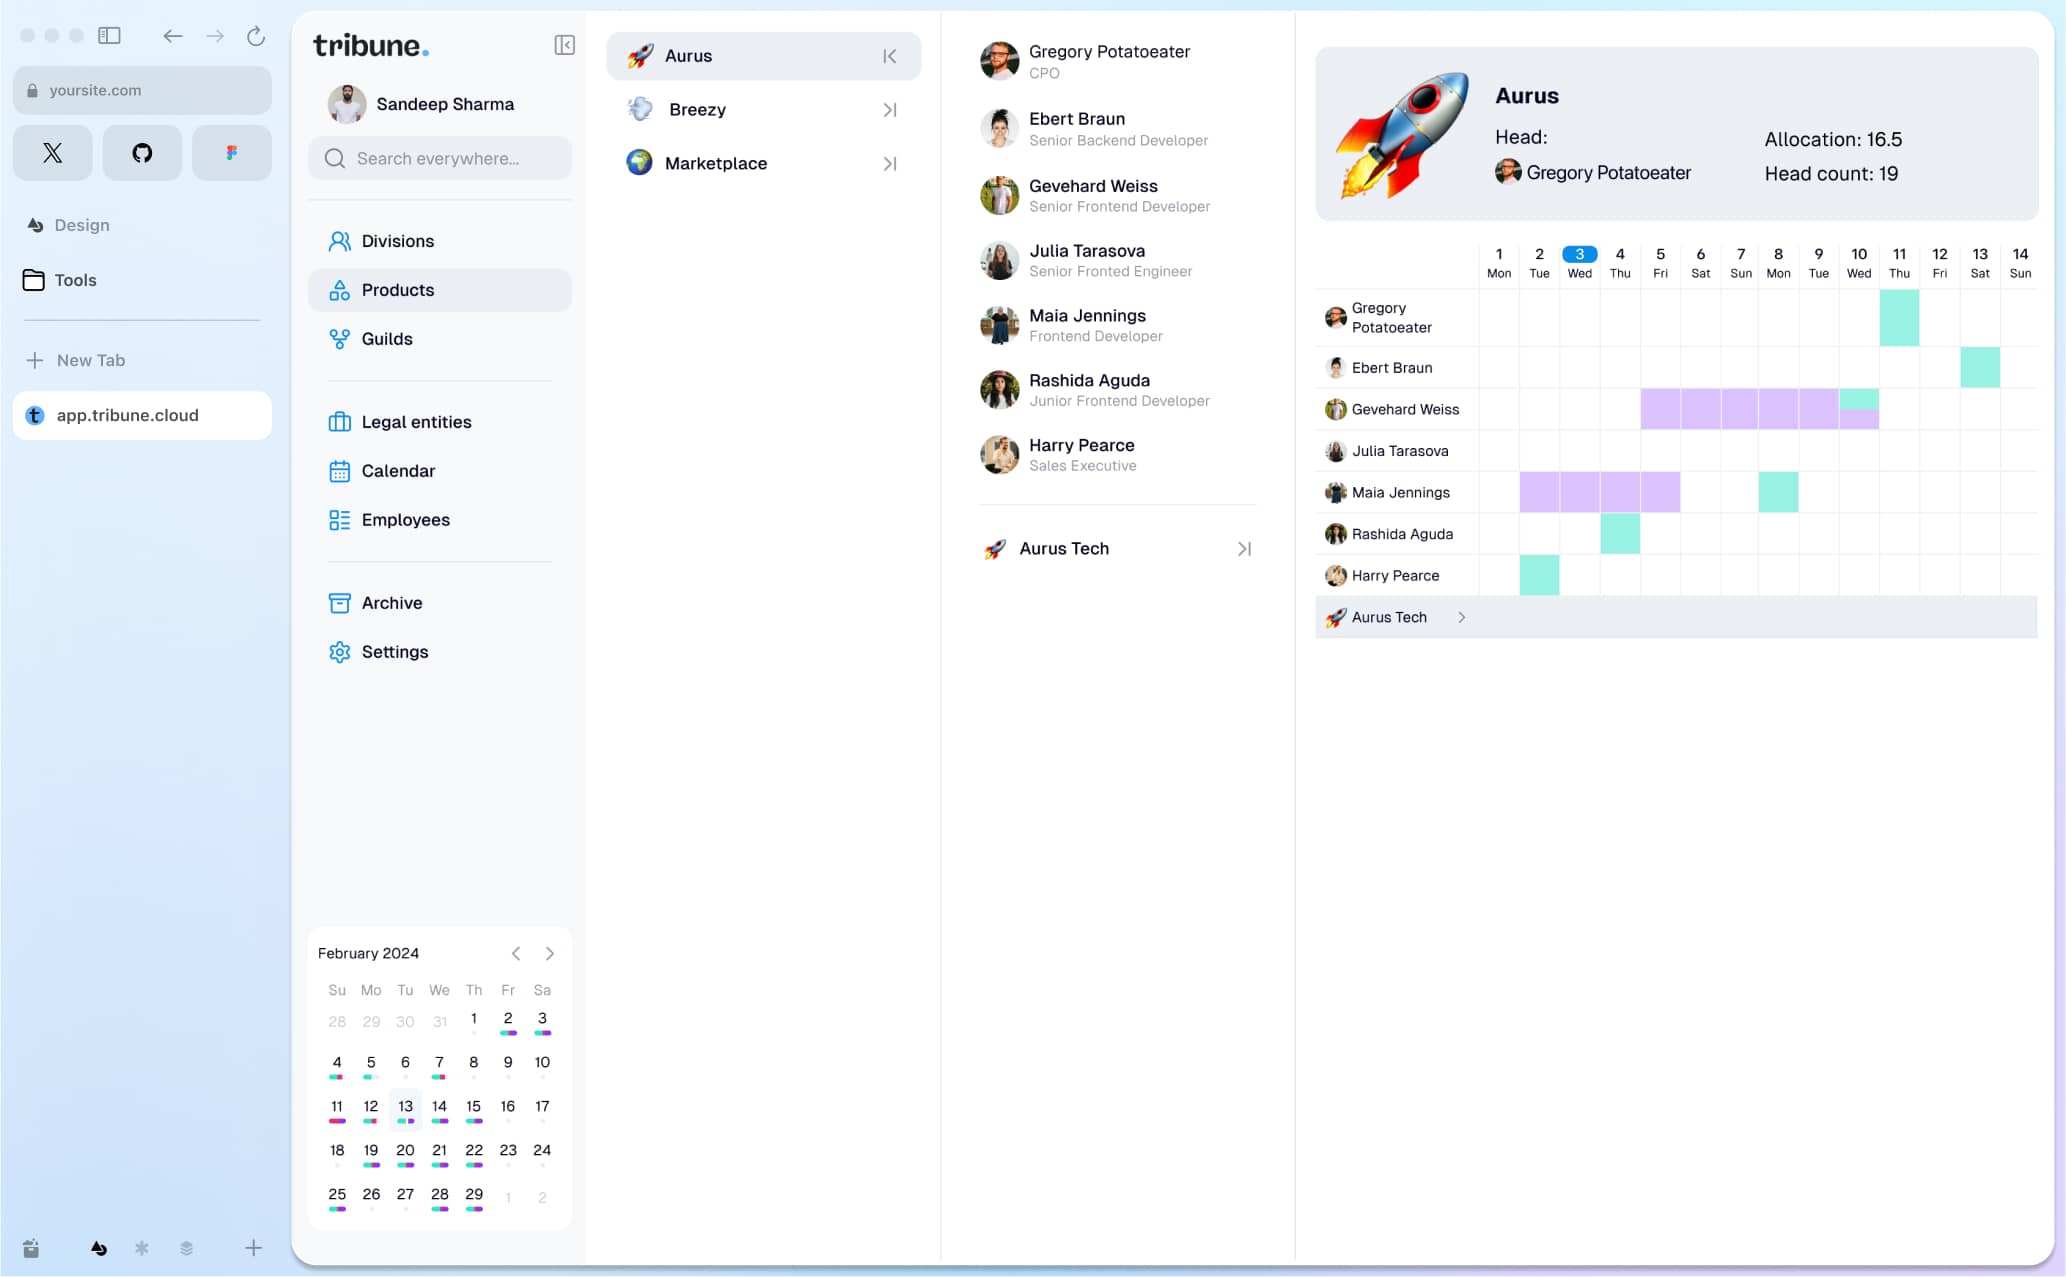 yoursite.com
Design
Tools
New Tab
app.tribune.cloud
tribune.
Sandeep Sharma
Search everywhere...
Divisions
Products
Guilds
Legal entities
Calendar
Employees
Archive
Settings
February 2024
Su Mo Tu We Th Fr Sa
28 29 30 31 1 2 3
4 5 6 7 8 9 10
11 12 13 14 15 16 17
18 19 20 21 22 23 24
25 26 27 28 29 1 2
Aurus
Breezy
Marketplace
Gregory Potatoeater
CPO
Ebert Braun
Senior Backend Developer
Gevehard Weiss
Senior Frontend Developer
Julia Tarasova
Senior Fronted Engineer
Maia Jennings
Frontend Developer
Rashida Aguda
Junior Frontend Developer
Harry Pearce
Sales Executive
Aurus Tech
Aurus
Head:
Gregory Potatoeater
Allocation: 16.5
Head count: 19
1 2 3 4 5 6 7 8 9 10 11 12 13 14
Mon Tue Wed Thu Fri Sat Sun Mon Tue Wed Thu Fri Sat Sun
Gregory
Potatoeater
Ebert Braun
Gevehard Weiss
Julia Tarasova
Maia Jennings
Rashida Aguda
Harry Pearce
Aurus Tech